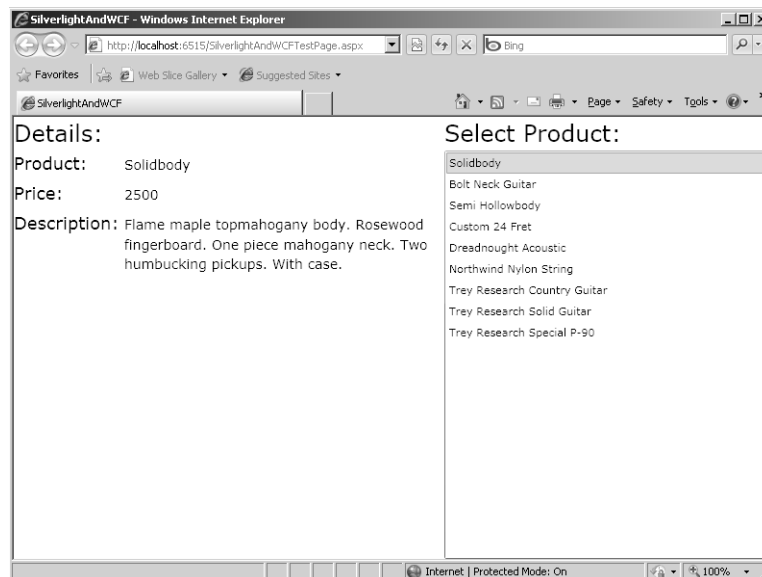 SilverlightAndWCF - Windows Internet Explorer
http://localhost:6515/SilverlightAndWCFTestPage.aspx
Bing
Favorites Web Slice Gallery Suggested Sites
SilverlightAndWCF
Page Safety Tools
Details:
Product: Solidbody
Price: 2500
Description: Flame maple topmahogany body. Rosewood
fingerboard. One piece mahogany neck. Two
humbucking pickups. With case.
Select Product:
Solidbody
Bolt Neck Guitar
Semi Hollowbody
Custom 24 Fret
Dreadnought Acoustic
Northwind Nylon String
Trey Research Country Guitar
Trey Research Solid Guitar
Trey Research Special P-90
Internet | Protected Mode: On
100%